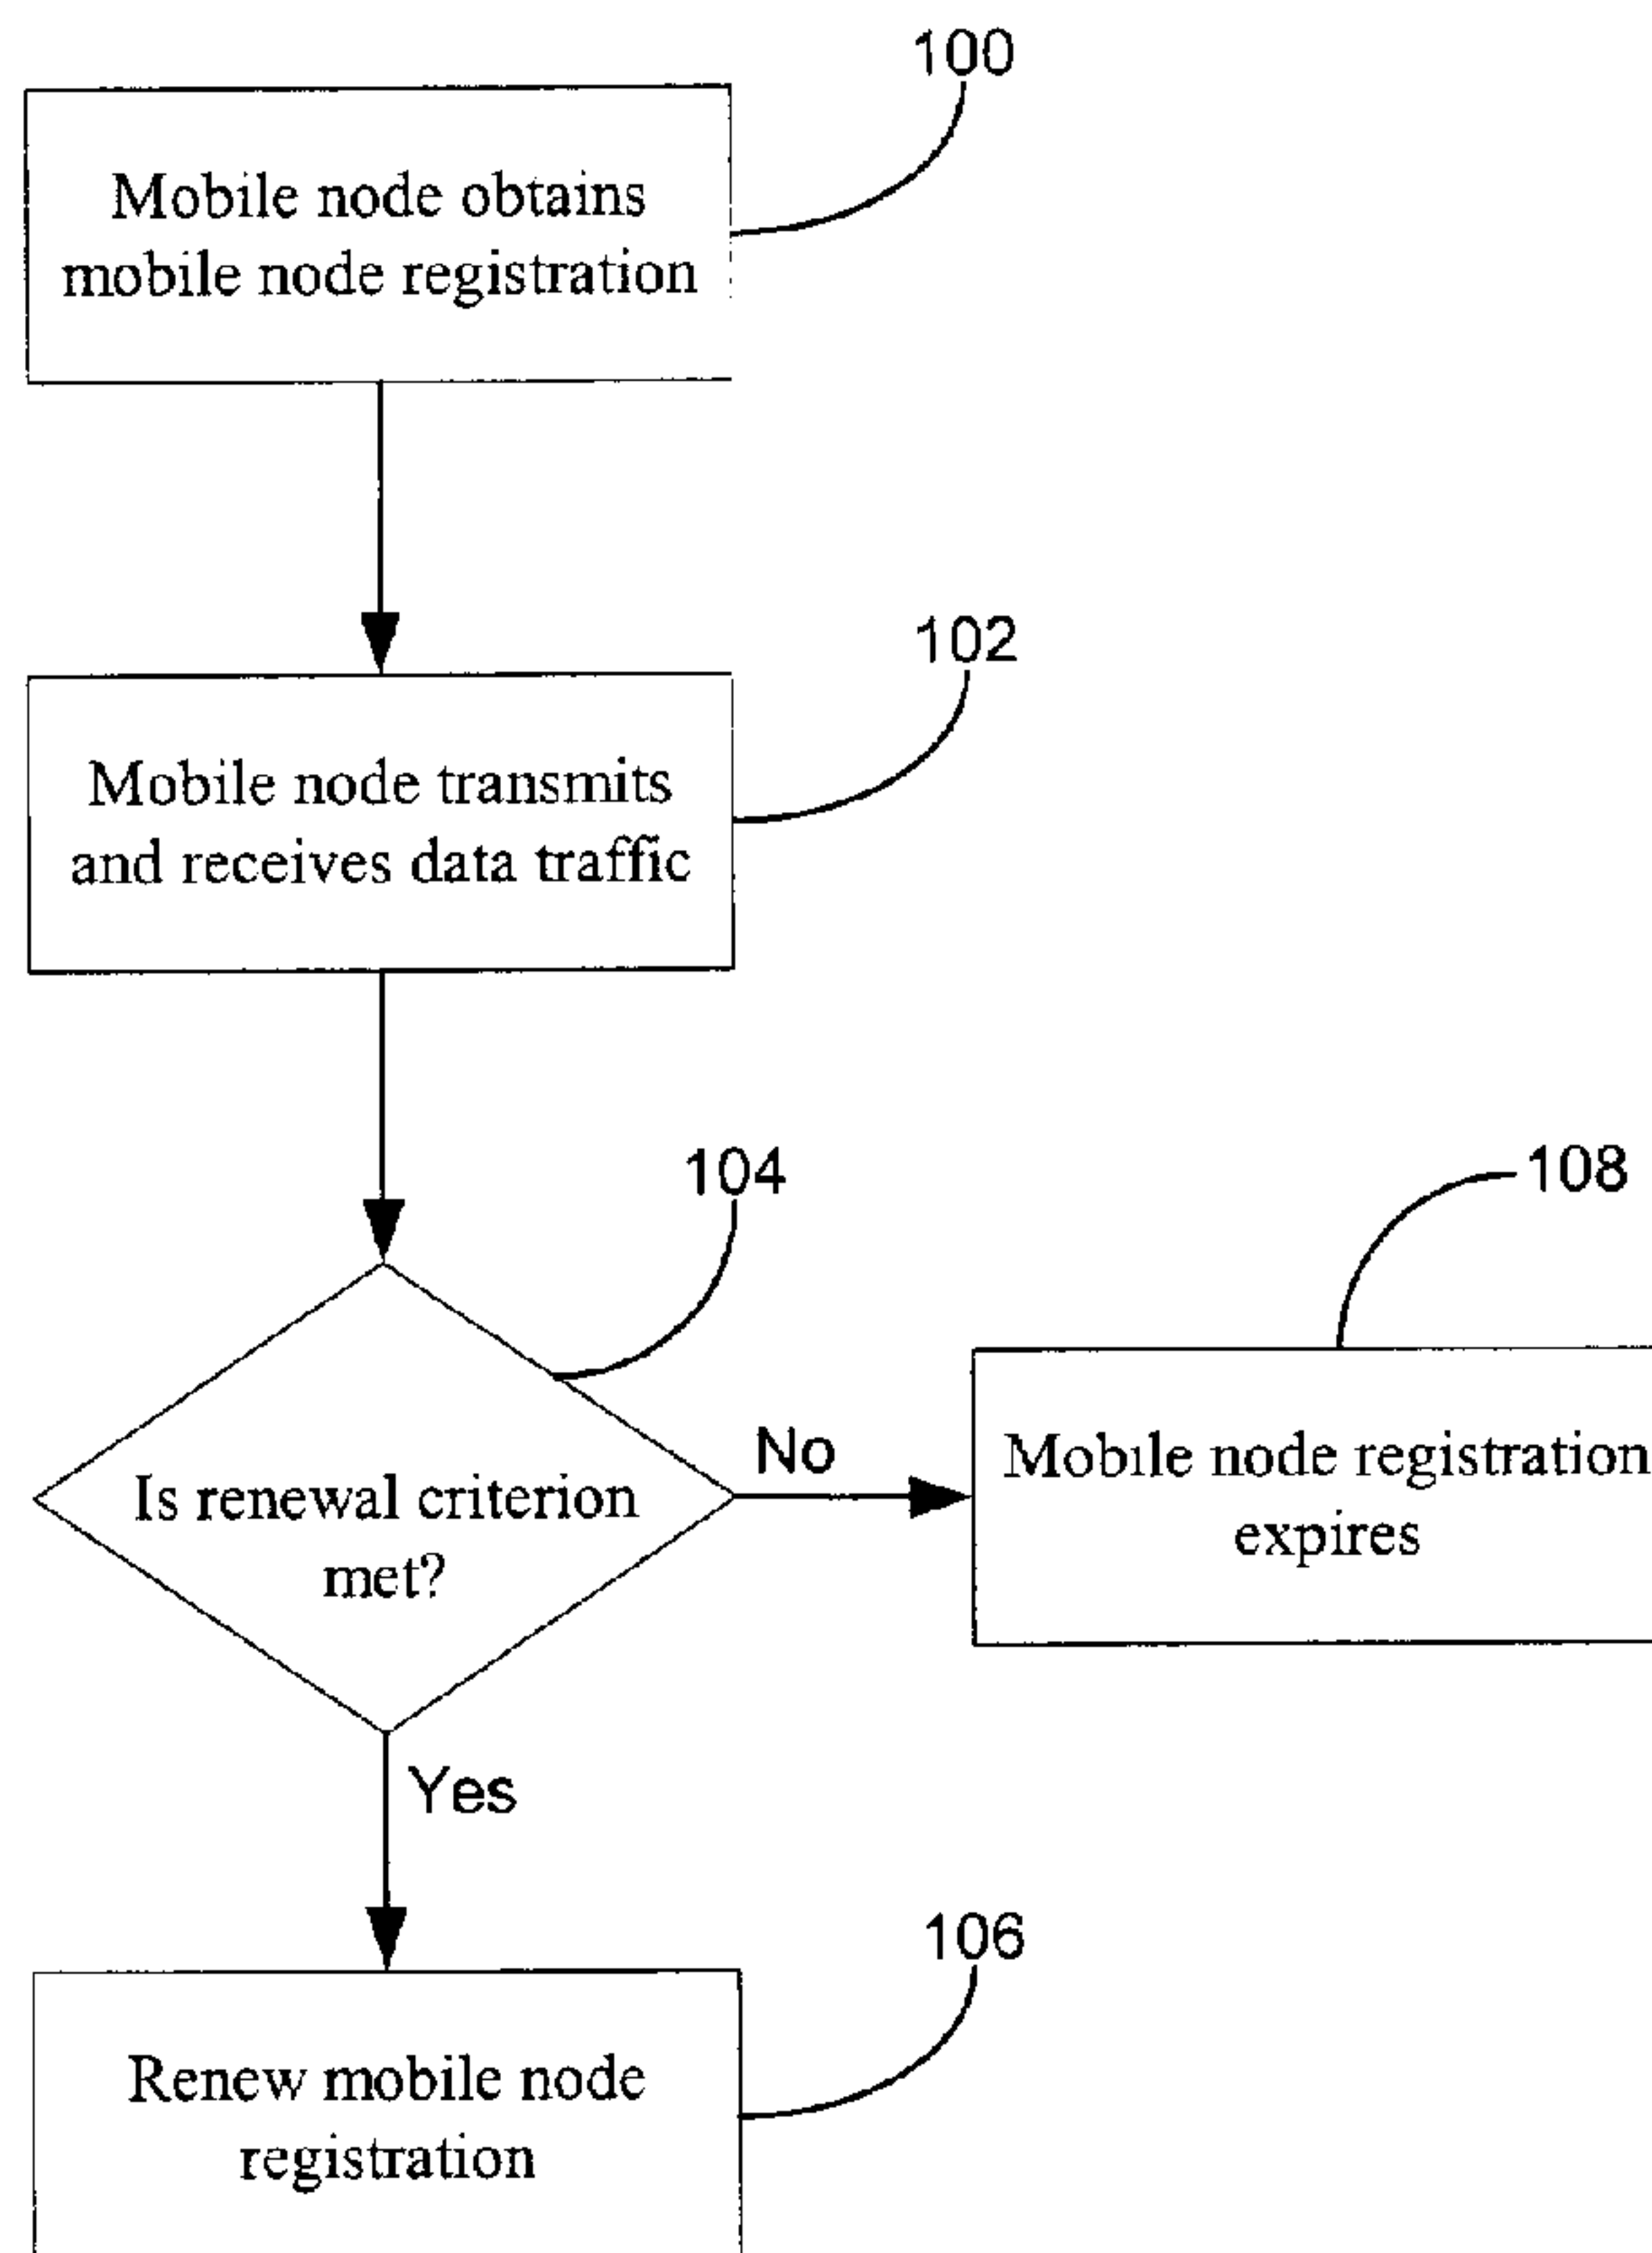 100
Mobile node obtains
mobile node registration
102
Mobile node transmits
and receives data traffic
104
108
Is renewal criterion
met?
No
Mobile node registration
expires
Yes
106
Renew mobile node
registration